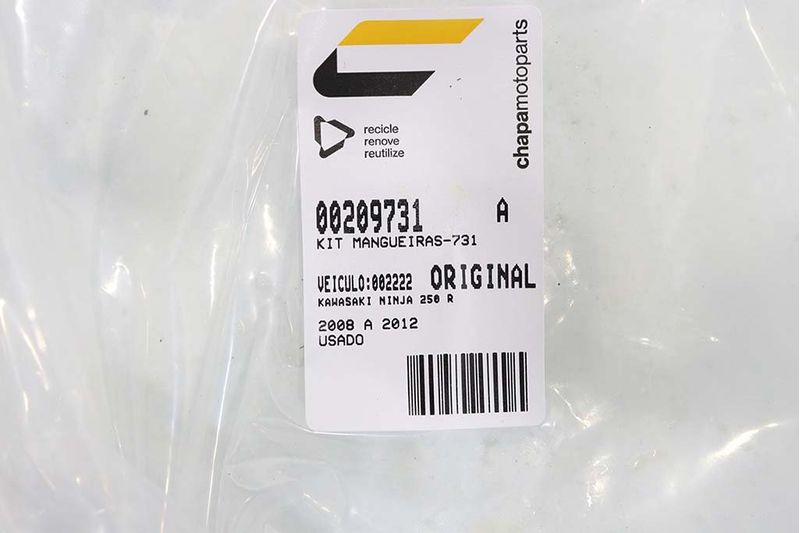 chapamotoparts
recicle
renove
reutilize
00209731 A
KIT MANGUEIRAS-731
VEICULO:002222 ORIGINAL
KAWASAKI NINJA 250 R
2008 A 2012
USADO